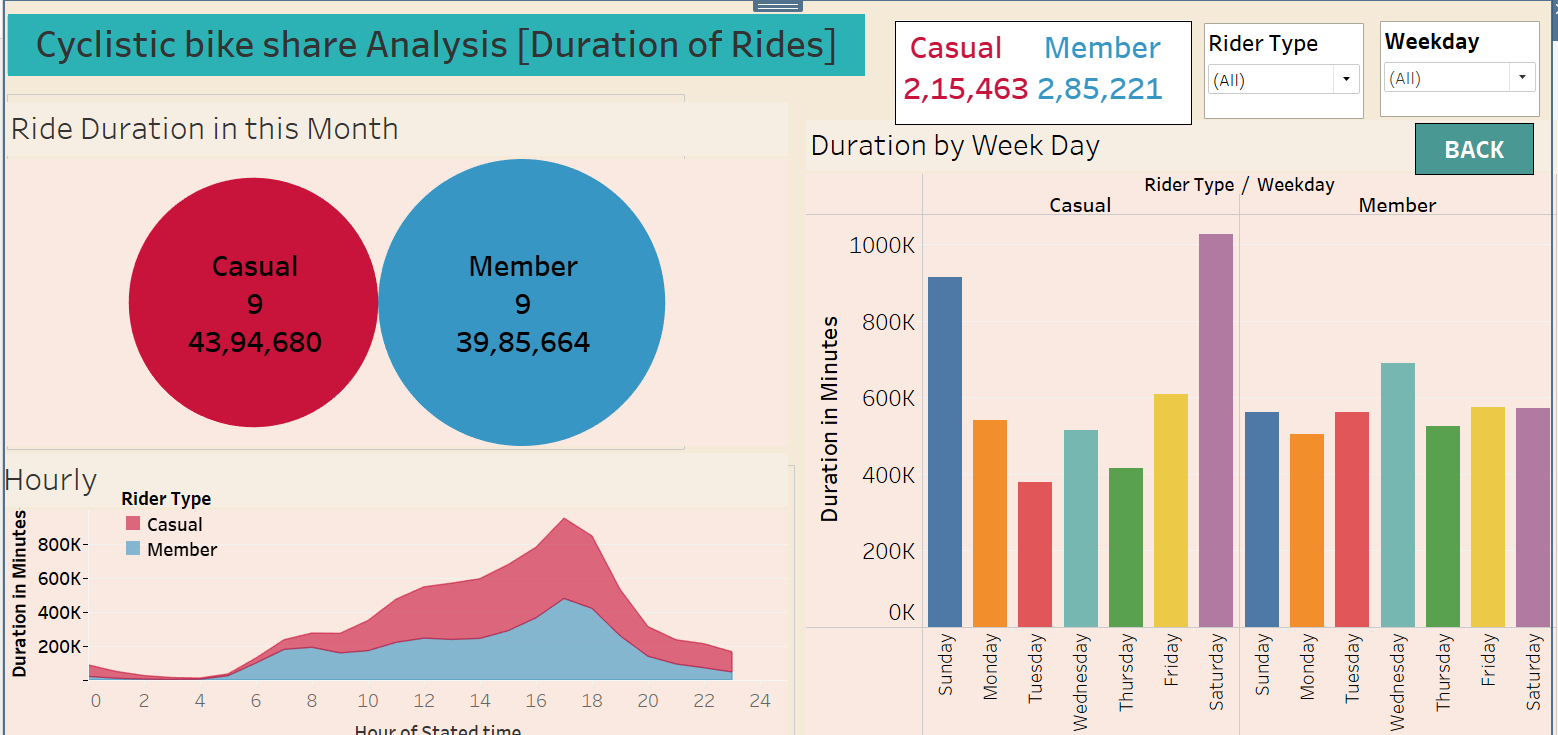 Cyclistic bike share Analysis [Duration of Rides]
Casual Member
2,15,463 2,85,221
Rider Type
(All)
Weekday
(All)
Ride Duration in this Month
Casual
9
43,94,680
Member
9
39,85,664
Duration by Week Day
BACK
Rider Type / Weekday
Casual Member
Duration in Minutes
1000K
800K
600K
400K
200K
0K
Sunday Monday Tuesday Wednesday Thursday Friday Saturday Sunday Monday Tuesday Wednesday Thursday Friday Saturday
Hourly
Rider Type
Casual
Member
Duration in Minutes
800K
600K
400K
200K
0 2 4 6 8 10 12 14 16 18 20 22 24
Hour of Stated time